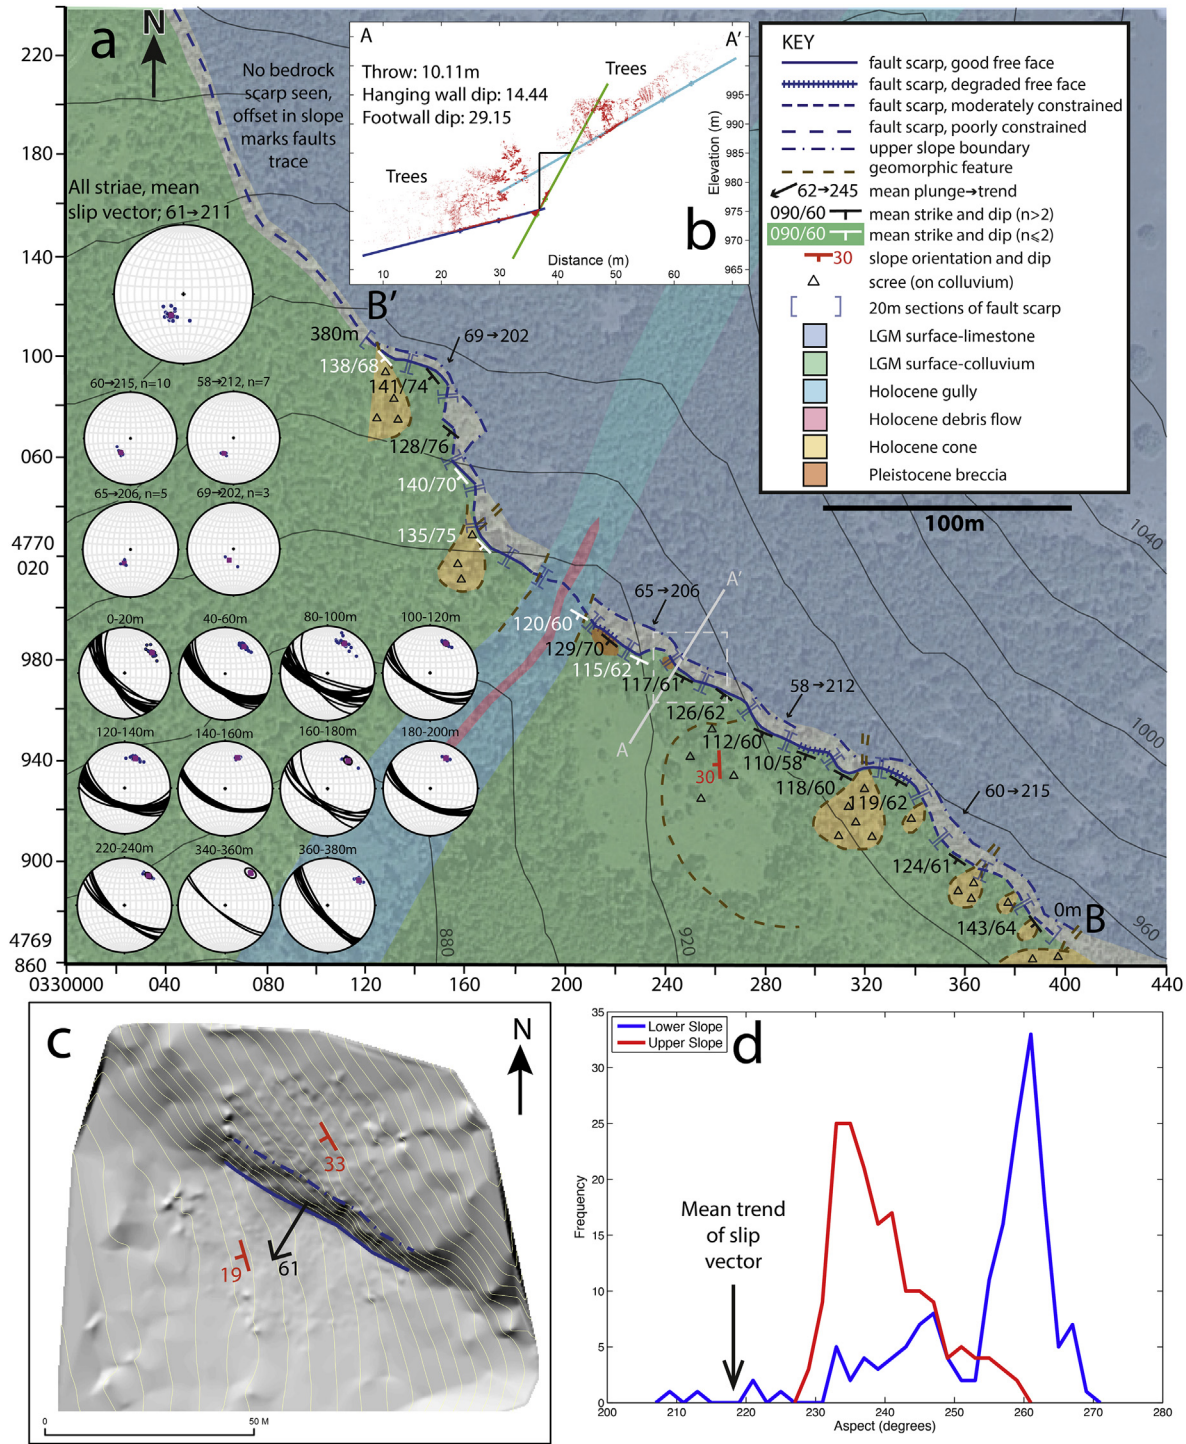 a
N
220
180
140
100
060
4770
020
980
940
900
4769
860
0330000
040
080
120
160
200
240
280
320
360
400
440
No bedrock
scarp seen,
offset in slope
marks faults
trace
All striae, mean
slip vector; 61→211
60→215, n=10
58→212, n=7
65→206, n=5
69→202, n=3
0-20m
40-60m
80-100m
100-120m
120-140m
140-160m
160-180m
180-200m
220-240m
340-360m
360-380m
A
A'
Throw: 10.11m
Hanging wall dip: 14.44
Footwall dip: 29.15
Trees
Trees
b
Elevation (m)
995
990
985
980
975
970
965
Distance (m)
10
20
30
40
50
60
70
KEY
fault scarp, good free face
fault scarp, degraded free face
fault scarp, moderately constrained
fault scarp, poorly constrained
upper slope boundary
geomorphic feature
62→245 mean plunge→trend
090/60 mean strike and dip (n>2)
090/60 mean strike and dip (n⩽2)
30 slope orientation and dip
scree (on colluvium)
20m sections of fault scarp
LGM surface-limestone
LGM surface-colluvium
Holocene gully
Holocene debris flow
Holocene cone
Pleistocene breccia
100m
B'
380m
69→202
138/68
141/74
128/76
140/70
135/75
120/60
129/70
115/62
117/61
65→206
A'
A
126/62
112/60
110/58
118/60
119/62
58→212
60→215
124/61
143/64
0m
B
30
880
920
960
1000
1040
c
N
33
19
61
0
50 M
d
Lower Slope
Upper Slope
Mean trend
of slip
vector
Frequency
35
30
25
20
15
10
5
0
200
210
220
230
240
250
260
270
280
Aspect (degrees)